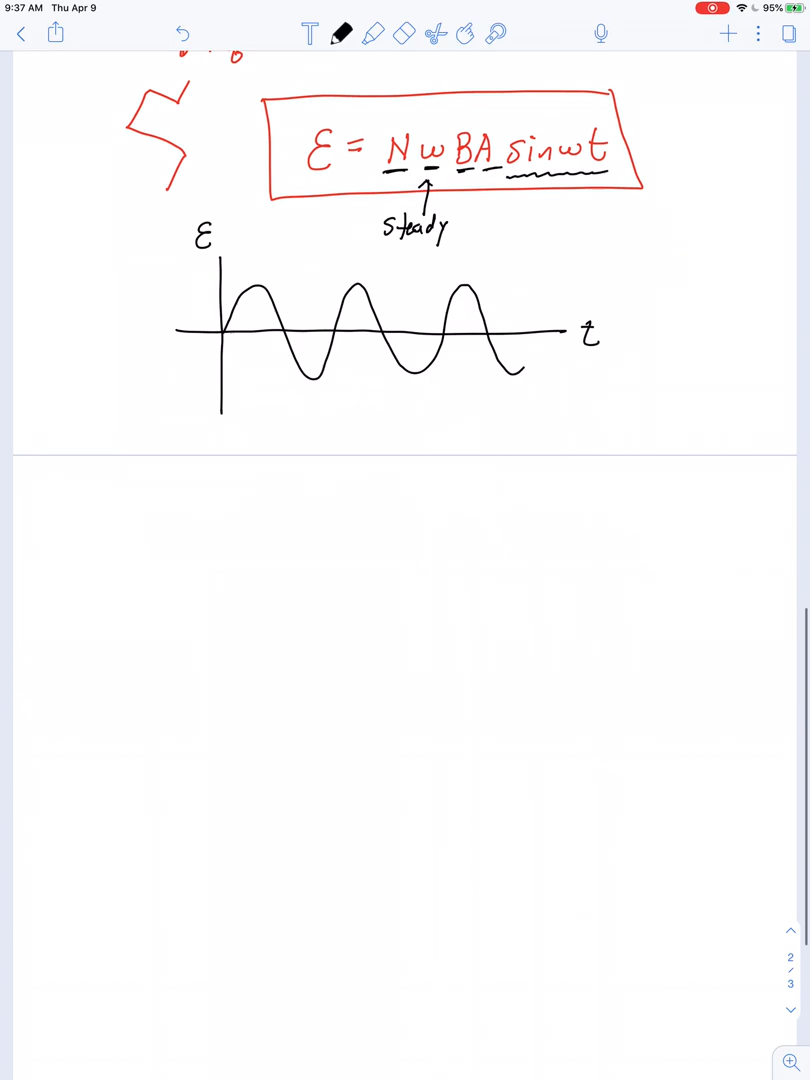 9:37 AM Thu Apr 9
95%
T
ℰ = NωBA sinωt
steady
ℰ
t
2
3